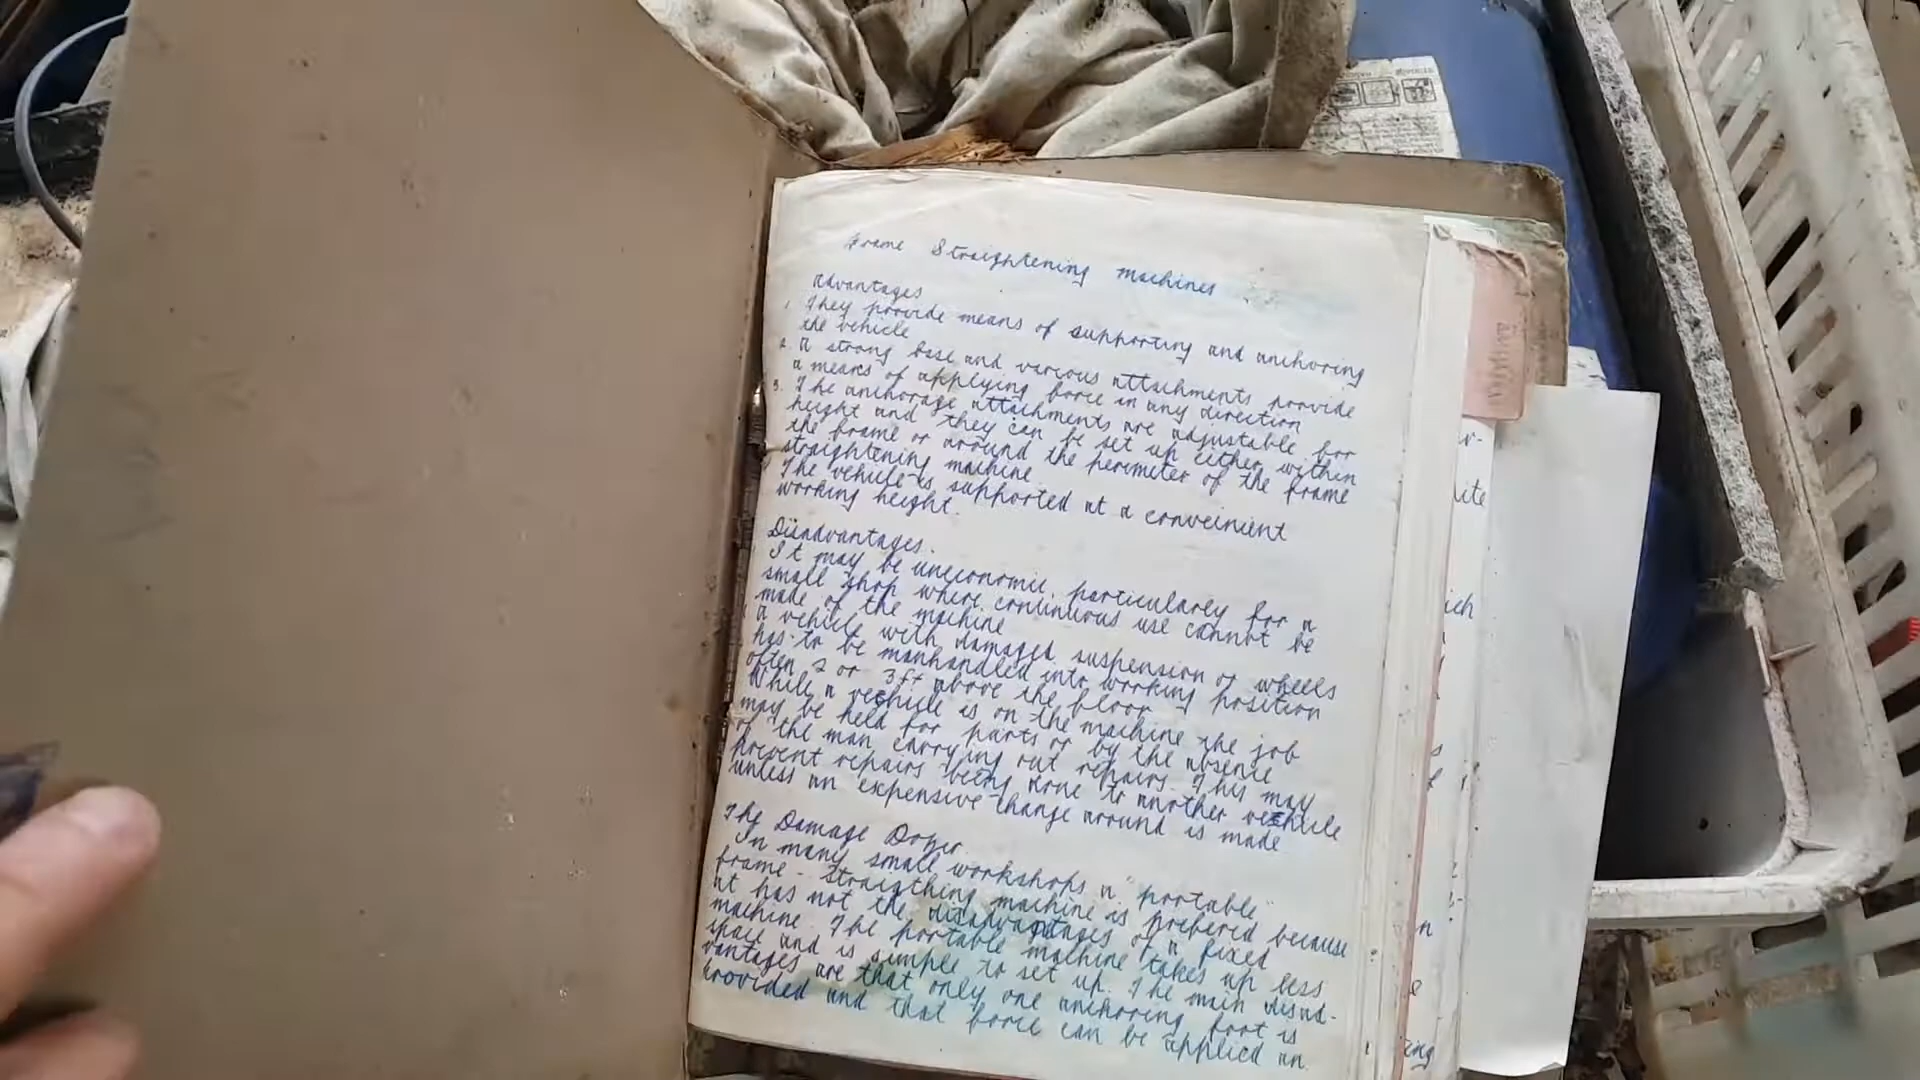 Frame Straightening machines
Advantages
1. They provide means of supporting and anchoring
the vehicle
2. A strong base and various attachments provide
a means of applying force in any direction
3. The anchorage attachments are adjustable for
height and they can be set up either within
the frame or around the perimeter of the frame
straightening machine
The vehicle is supported at a conveinient
working height.
Disadvantages.
It may be uneconomic, particularly for a
small shop where continuous use cannot be
made of the machine
A vehicle with damaged suspension or wheels
has to be manhandled into working position
often 2 or 3ft above the floor
While a vechicle is on the machine the job
may be held for parts or by the absence
of the man carrying out repairs. This may
prevent repairs being done to another vechicle
unless an expensive change around is made
The Damage Dozer.
In many small workshops a "portable"
frame-straigthing machine is prefered because
it has not the disadvantages of a fixed
machine. The portable machine takes up less
space and is simple to set up. The main disad-
vantages are that only one anchoring foot is
provided and that force can be applied in
ite
ich
ing